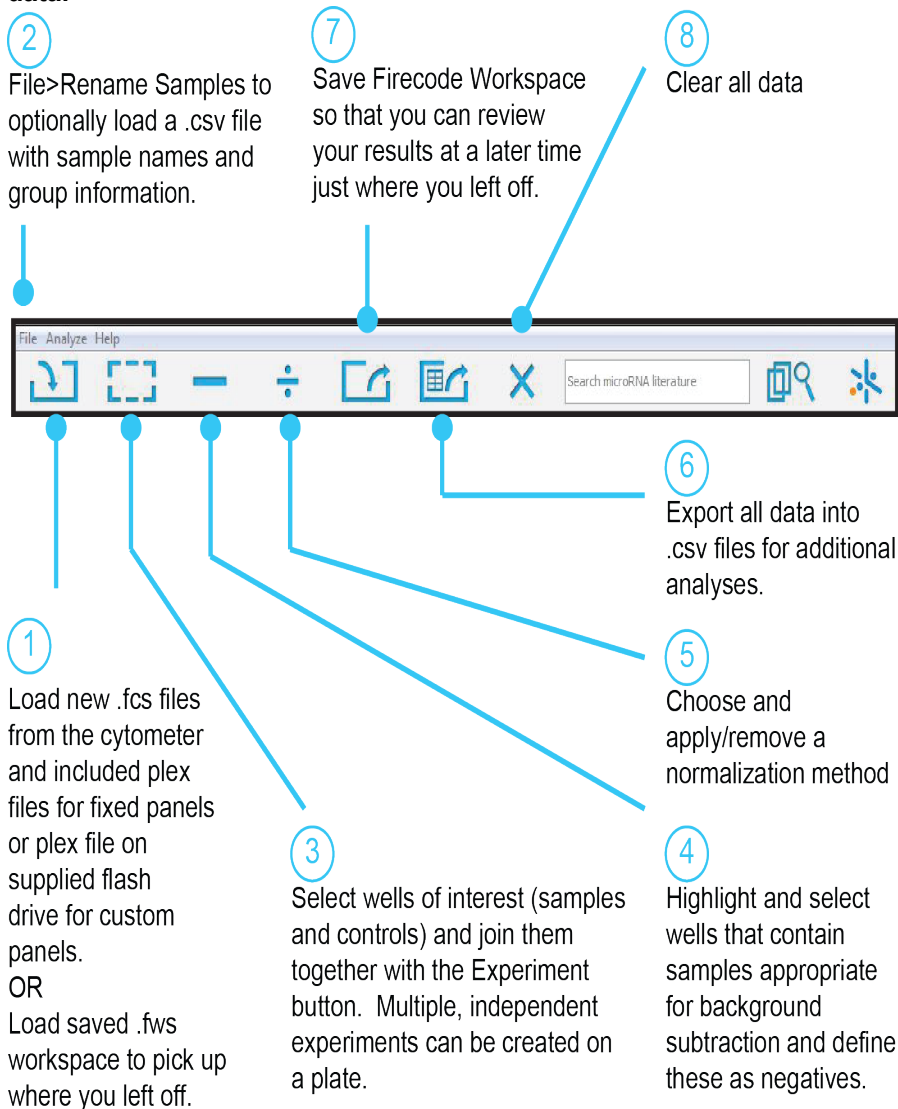 data.
2
File>Rename Samples to
optionally load a .csv file
with sample names and
group information.
7
Save Firecode Workspace
so that you can review
your results at a later time
just where you left off.
8
Clear all data
File Analyze Help
Search microRNA literature
1
Load new .fcs files
from the cytometer
and included plex
files for fixed panels
or plex file on
supplied flash
drive for custom
panels.
OR
Load saved .fws
workspace to pick up
where you left off.
3
Select wells of interest (samples
and controls) and join them
together with the Experiment
button.  Multiple, independent
experiments can be created on
a plate.
6
Export all data into
.csv files for additional
analyses.
5
Choose and
apply/remove a
normalization method
4
Highlight and select
wells that contain
samples appropriate
for background
subtraction and define
these as negatives.